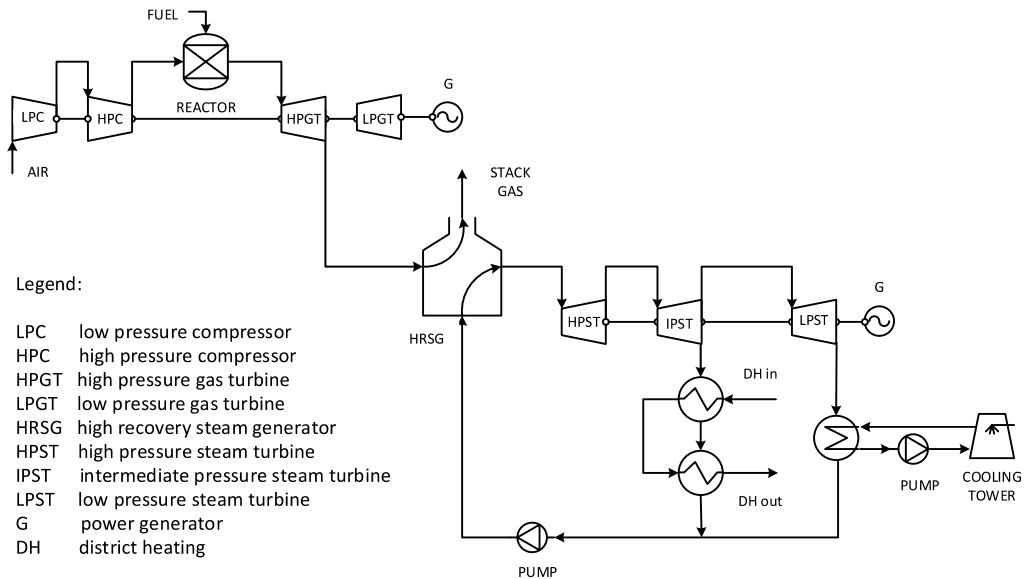 FUEL
REACTOR
LPC
HPC
HPGT
LPGT
G
AIR
STACK
GAS
HRSG
HPST
IPST
LPST
G
DH in
DH out
PUMP
COOLING
TOWER
PUMP
Legend:
LPC low pressure compressor
HPC high pressure compressor
HPGT high pressure gas turbine
LPGT low pressure gas turbine
HRSG high recovery steam generator
HPST high pressure steam turbine
IPST intermediate pressure steam turbine
LPST low pressure steam turbine
G power generator
DH district heating